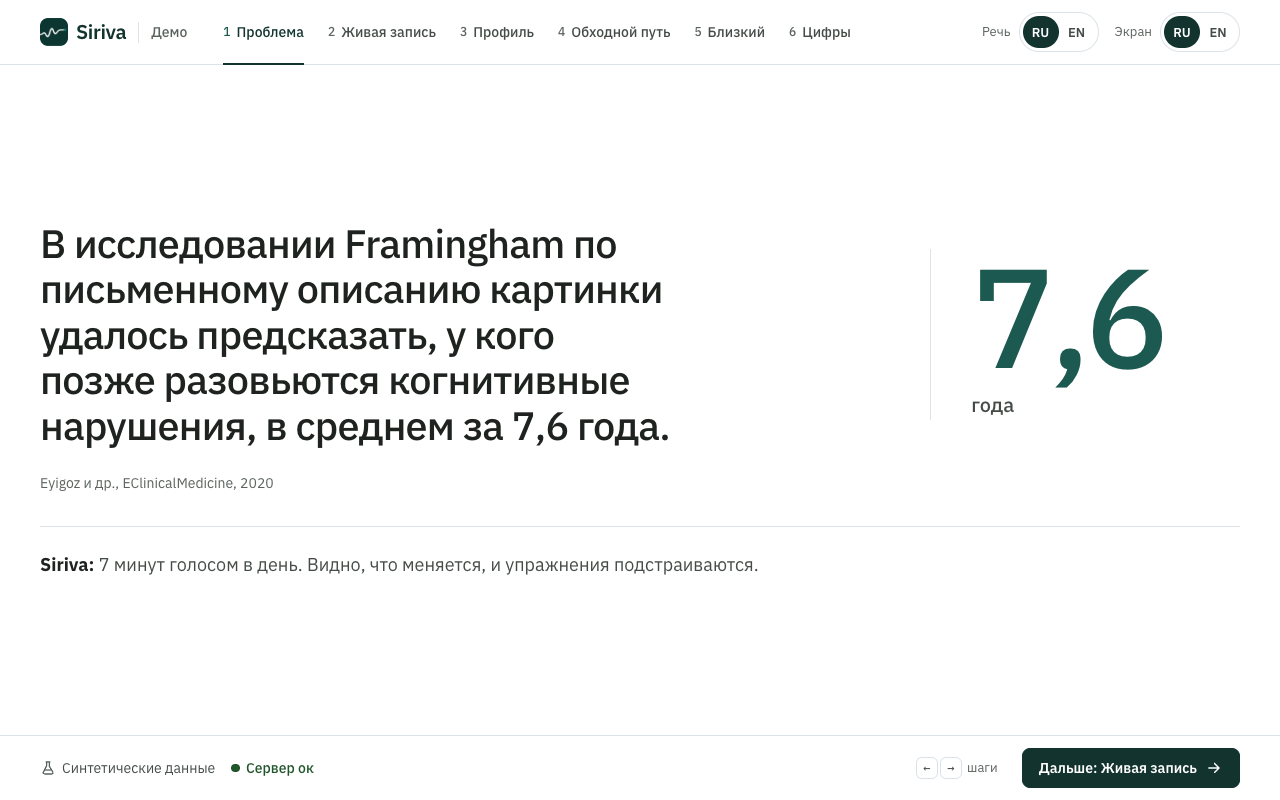 Siriva
Демо
1 Проблема
2 Живая запись
3 Профиль
4 Обходной путь
5 Близкий
6 Цифры
Речь
RU
EN
Экран
RU
EN
В исследовании Framingham по
письменному описанию картинки
удалось предсказать, у кого
позже разовьются когнитивные
нарушения, в среднем за 7,6 года.
7,6
года
Eyigoz и др., EClinicalMedicine, 2020
Siriva: 7 минут голосом в день. Видно, что меняется, и упражнения подстраиваются.
Синтетические данные
Сервер ок
← → шаги
Дальше: Живая запись →